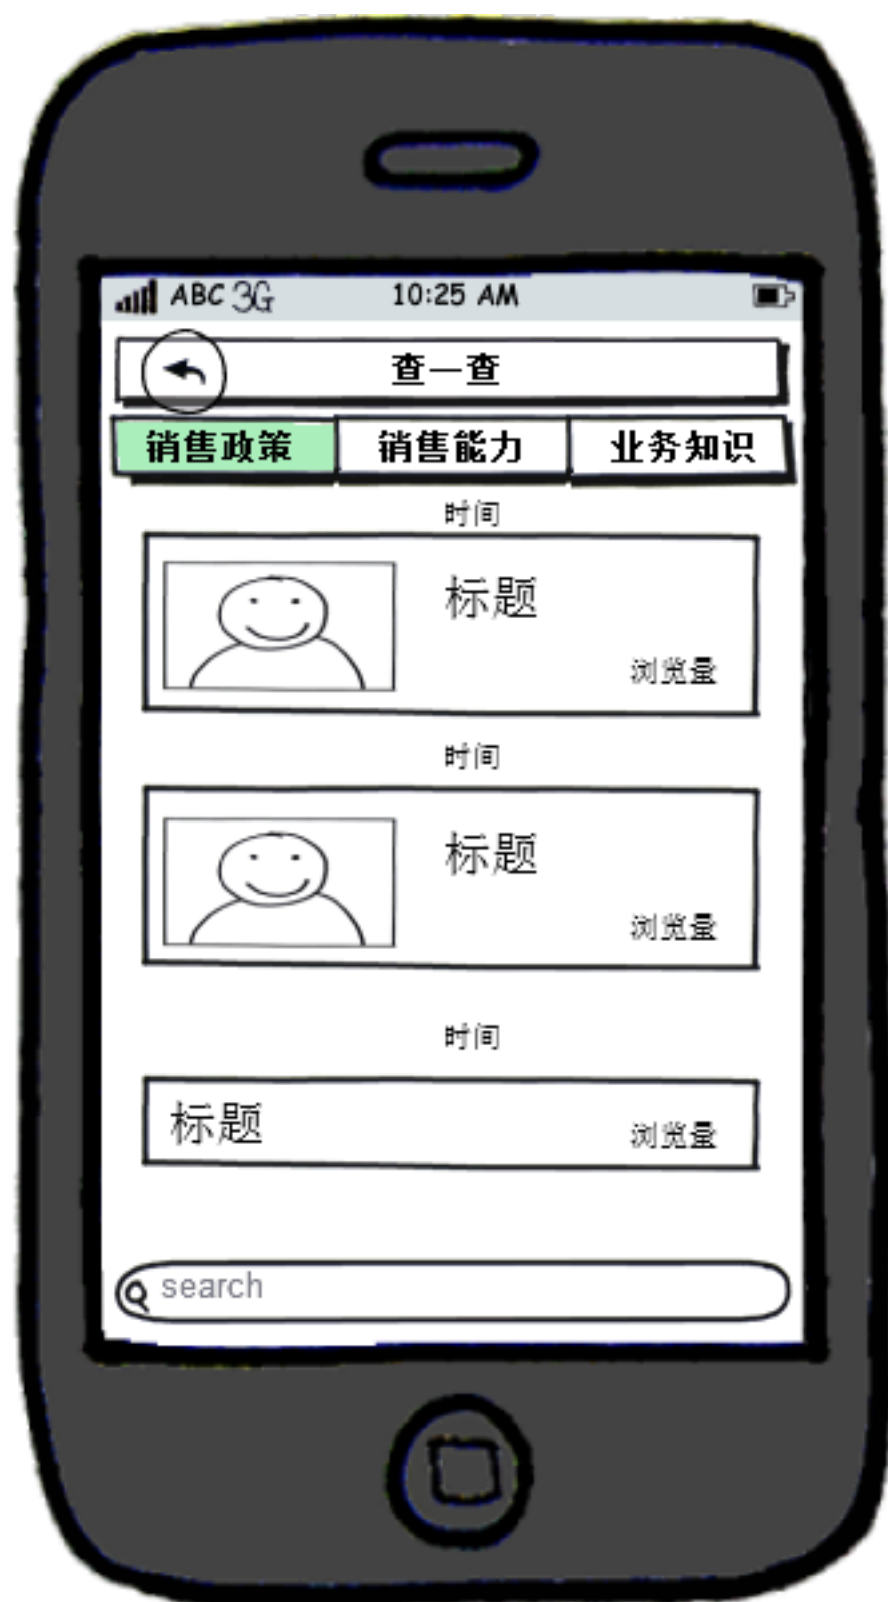 ABC 3G 10:25 AM
查一查
销售政策 销售能力 业务知识
时间
标题
浏览量
时间
标题
浏览量
时间
标题 浏览量
search